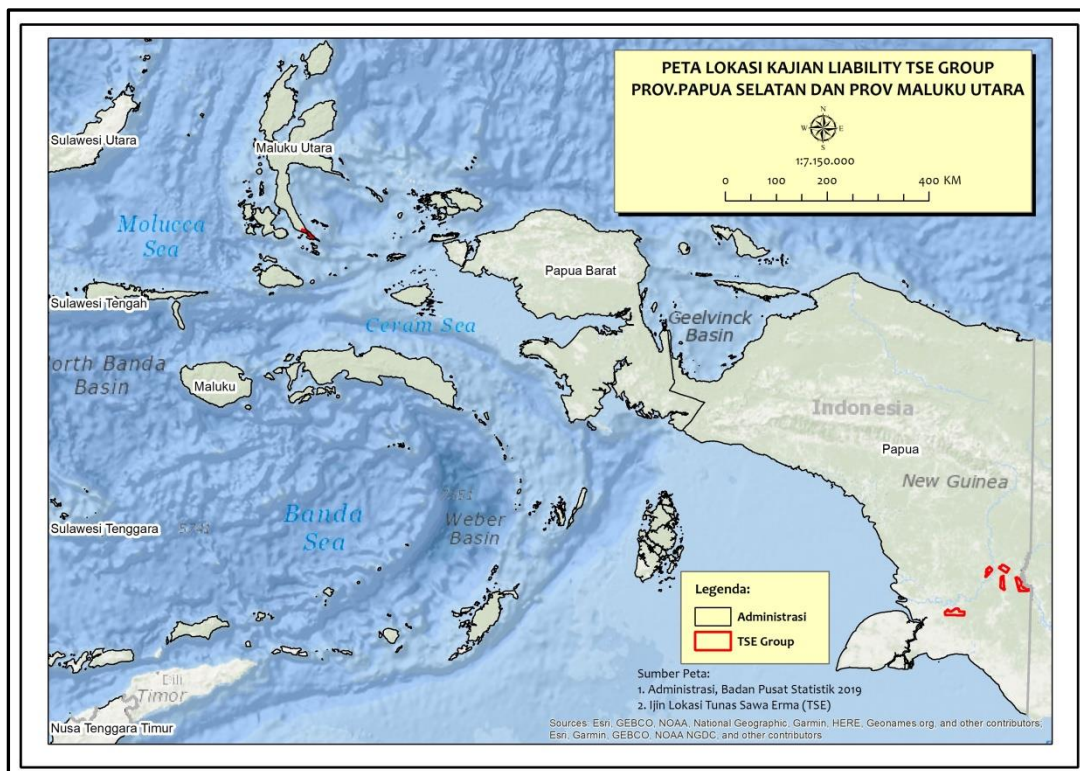 PETA LOKASI KAJIAN LIABILITY TSE GROUP
PROV.PAPUA SELATAN DAN PROV MALUKU UTARA
N
W E
S
1:7.150.000
0 100 200 400 KM
Sulawesi Utara
Maluku Utara
Molucca
Sea
Papua Barat
Sulawesi Tengah
Ceram Sea
Geelvinck
Basin
orth Banda
Basin
Maluku
Indonesia
Papua
New Guinea
Banda
Sea
Weber
Basin
Sulawesi Tenggara
Legenda:
Administrasi
TSE Group
Dili
Timor
Nusa Tenggara Timur
Sumber Peta:
1. Administrasi, Badan Pusat Statistik 2019
2. Ijin Lokasi Tunas Sawa Erma (TSE)
Sources: Esri, GEBCO, NOAA, National Geographic, Garmin, HERE, Geonames.org, and other contributors,
Esri, Garmin, GEBCO, NOAA NGDC, and other contributors